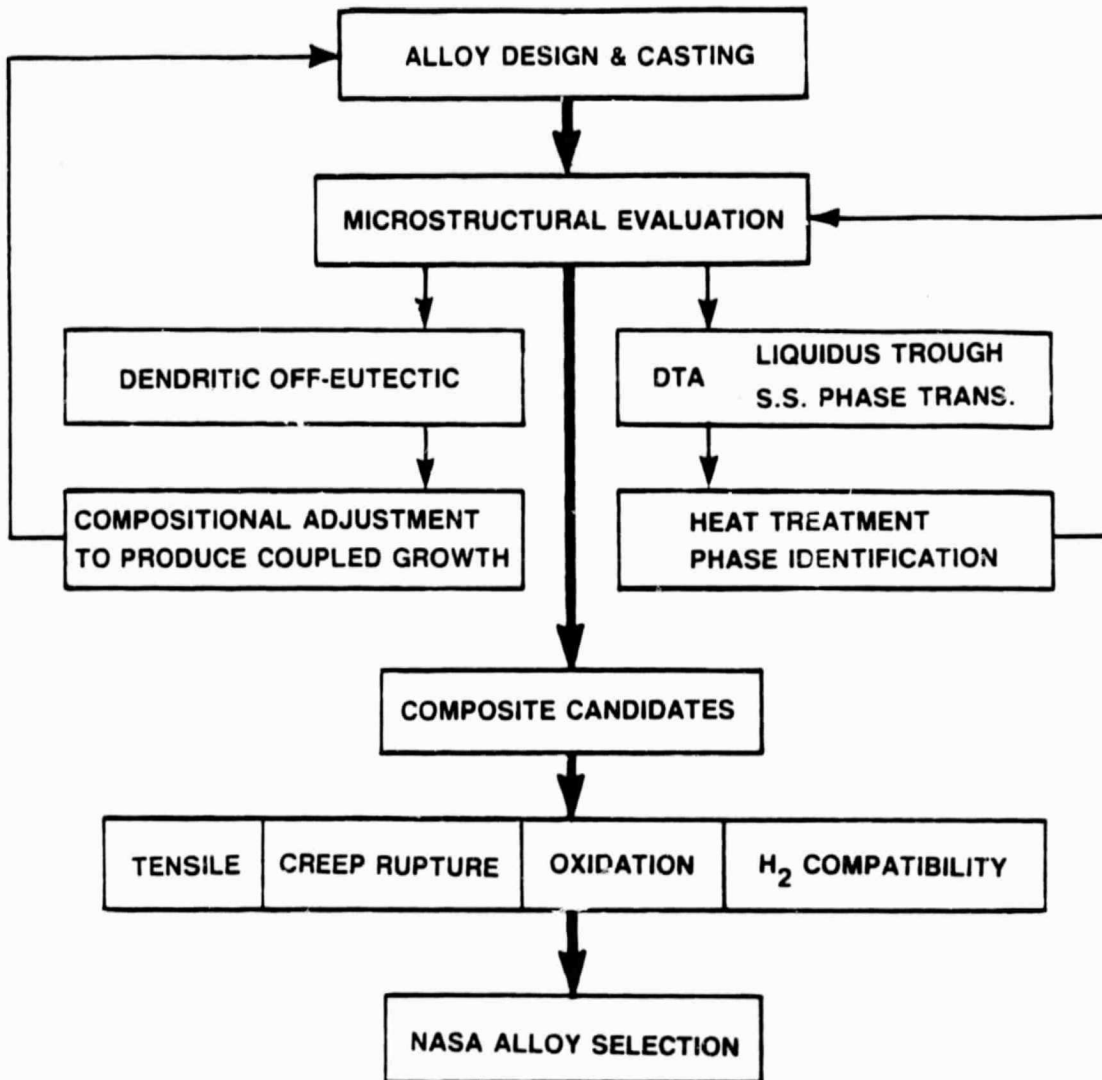 ALLOY DESIGN & CASTING
MICROSTRUCTURAL EVALUATION
DENDRITIC OFF-EUTECTIC
DTA
LIQUIDUS TROUGH
S.S. PHASE TRANS.
COMPOSITIONAL ADJUSTMENT
TO PRODUCE COUPLED GROWTH
HEAT TREATMENT
PHASE IDENTIFICATION
COMPOSITE CANDIDATES
TENSILE
CREEP RUPTURE
OXIDATION
H₂ COMPATIBILITY
NASA ALLOY SELECTION